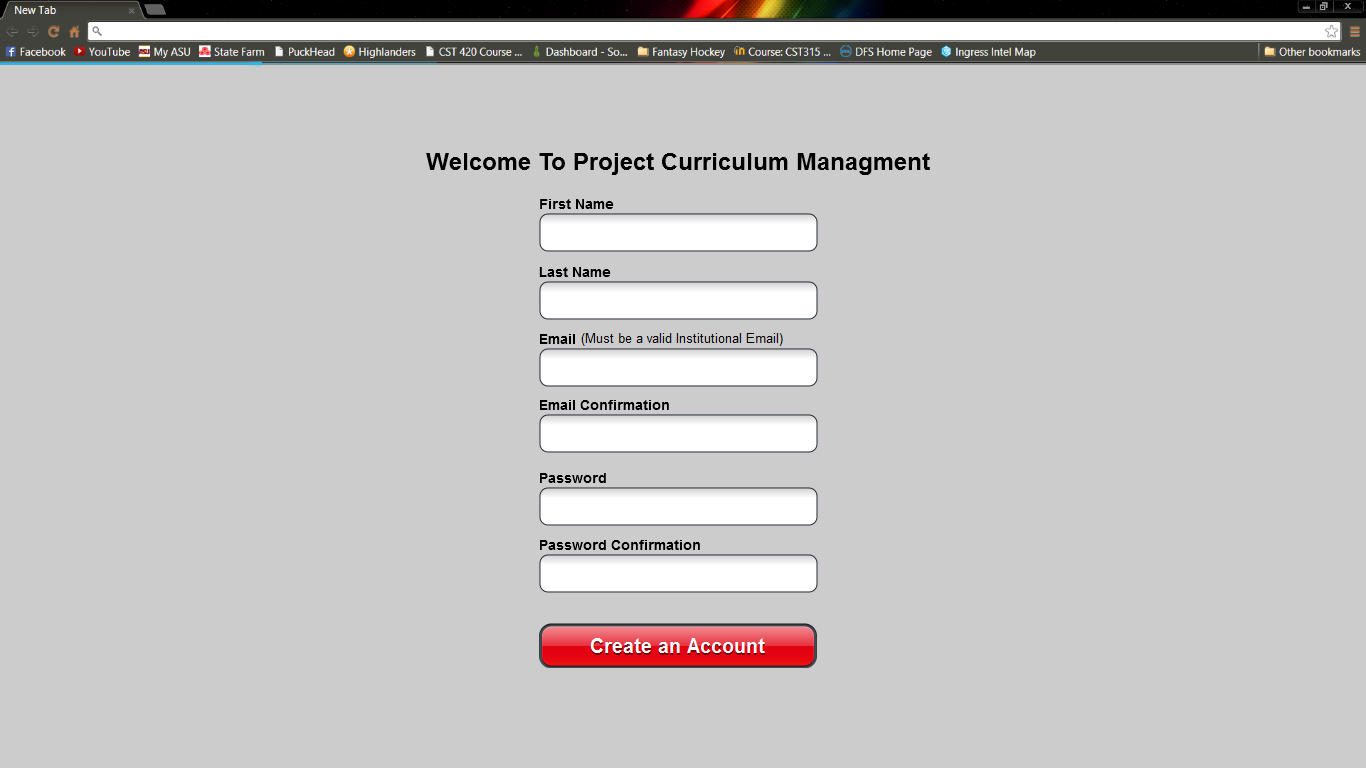 New Tab
Facebook YouTube My ASU State Farm PuckHead Highlanders CST 420 Course ... Dashboard - So... Fantasy Hockey Course: CST315 ... DFS Home Page Ingress Intel Map Other bookmarks
Welcome To Project Curriculum Managment
First Name
Last Name
Email (Must be a valid Institutional Email)
Email Confirmation
Password
Password Confirmation
Create an Account